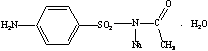 O
H₂N SO₂ N . H₂O
Na CH₃